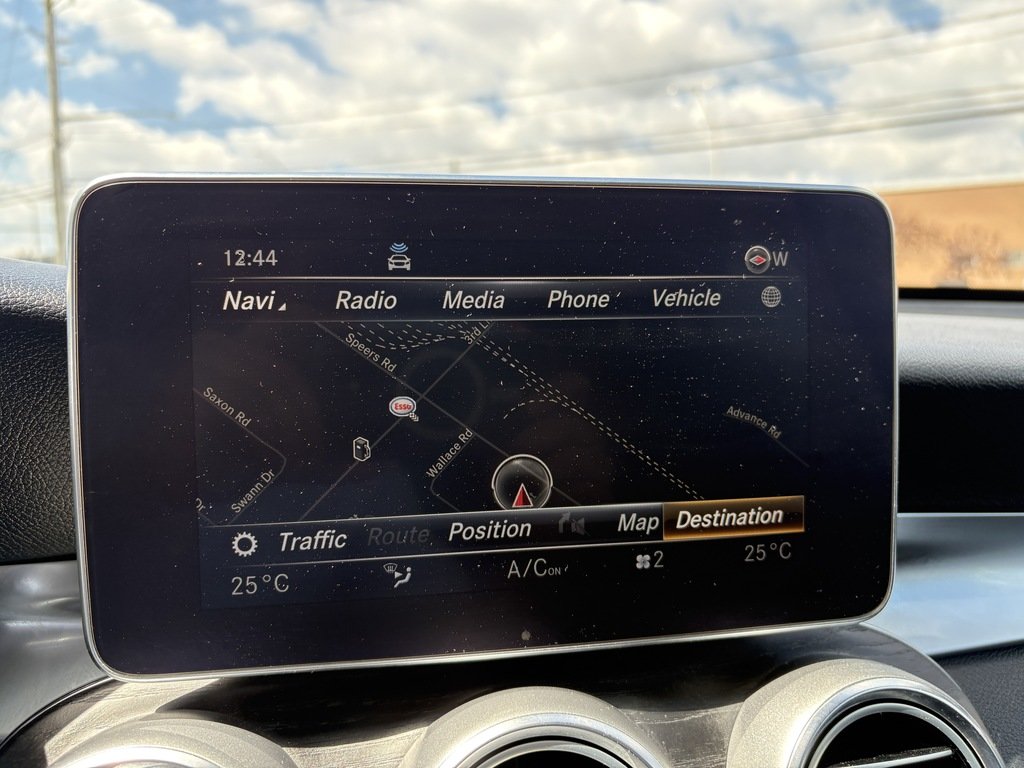 12:44 W
Navi Radio Media Phone Vehicle
Speers Rd
Saxon Rd
Esso
Advance Rd
Wallace Rd
Swann Dr
Traffic Route Position Map Destination
25°C A/C ON 2 25°C